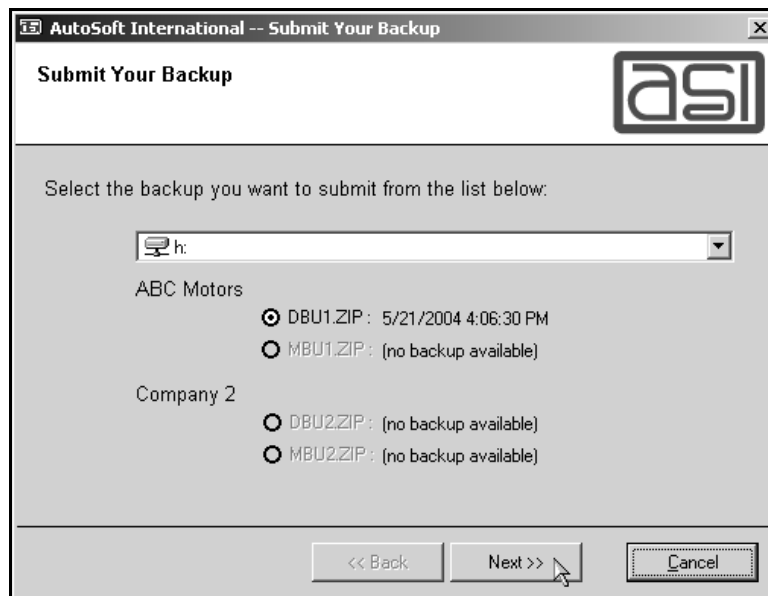 AutoSoft International -- Submit Your Backup
Submit Your Backup
asi
Select the backup you want to submit from the list below:
h:
ABC Motors
DBU1.ZIP : 5/21/2004 4:06:30 PM
MBU1.ZIP : (no backup available)
Company 2
DBU2.ZIP : (no backup available)
MBU2.ZIP : (no backup available)
<< Back Next >> Cancel